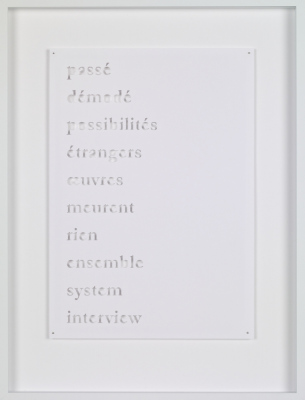 passé
démodé
possibilités
étrangers
œuvres
meurent
rien
ensemble
system
interview